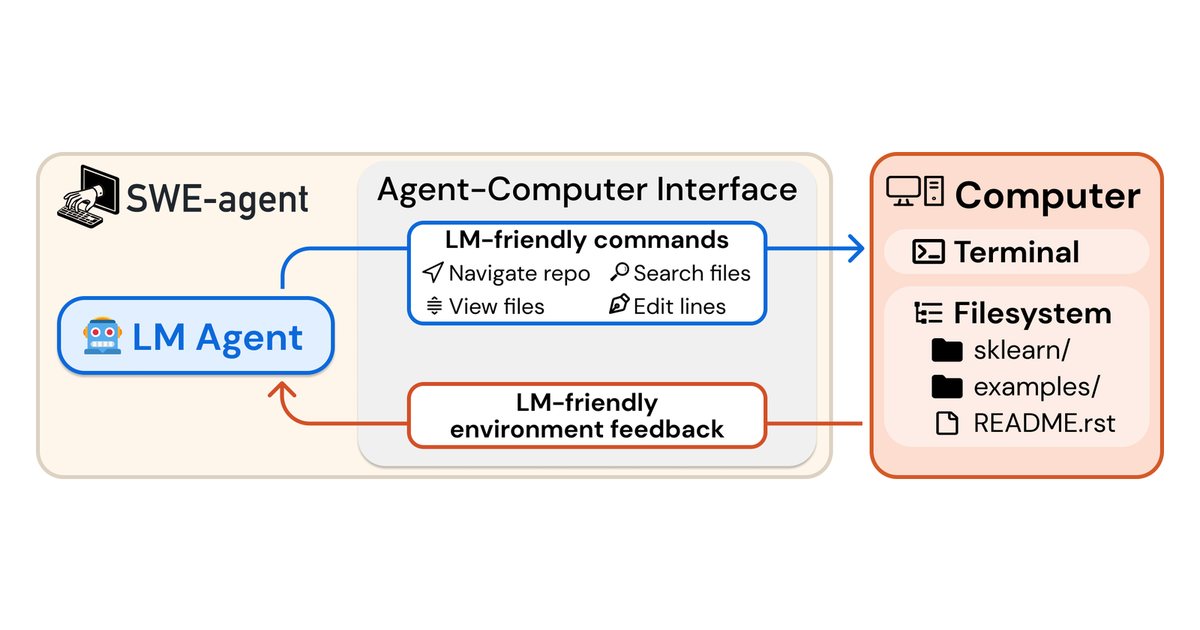 SWE-agent
Agent-Computer Interface
LM-friendly commands
Navigate repo
Search files
View files
Edit lines
LM Agent
LM-friendly
environment feedback
Computer
Terminal
Filesystem
sklearn/
examples/
README.rst